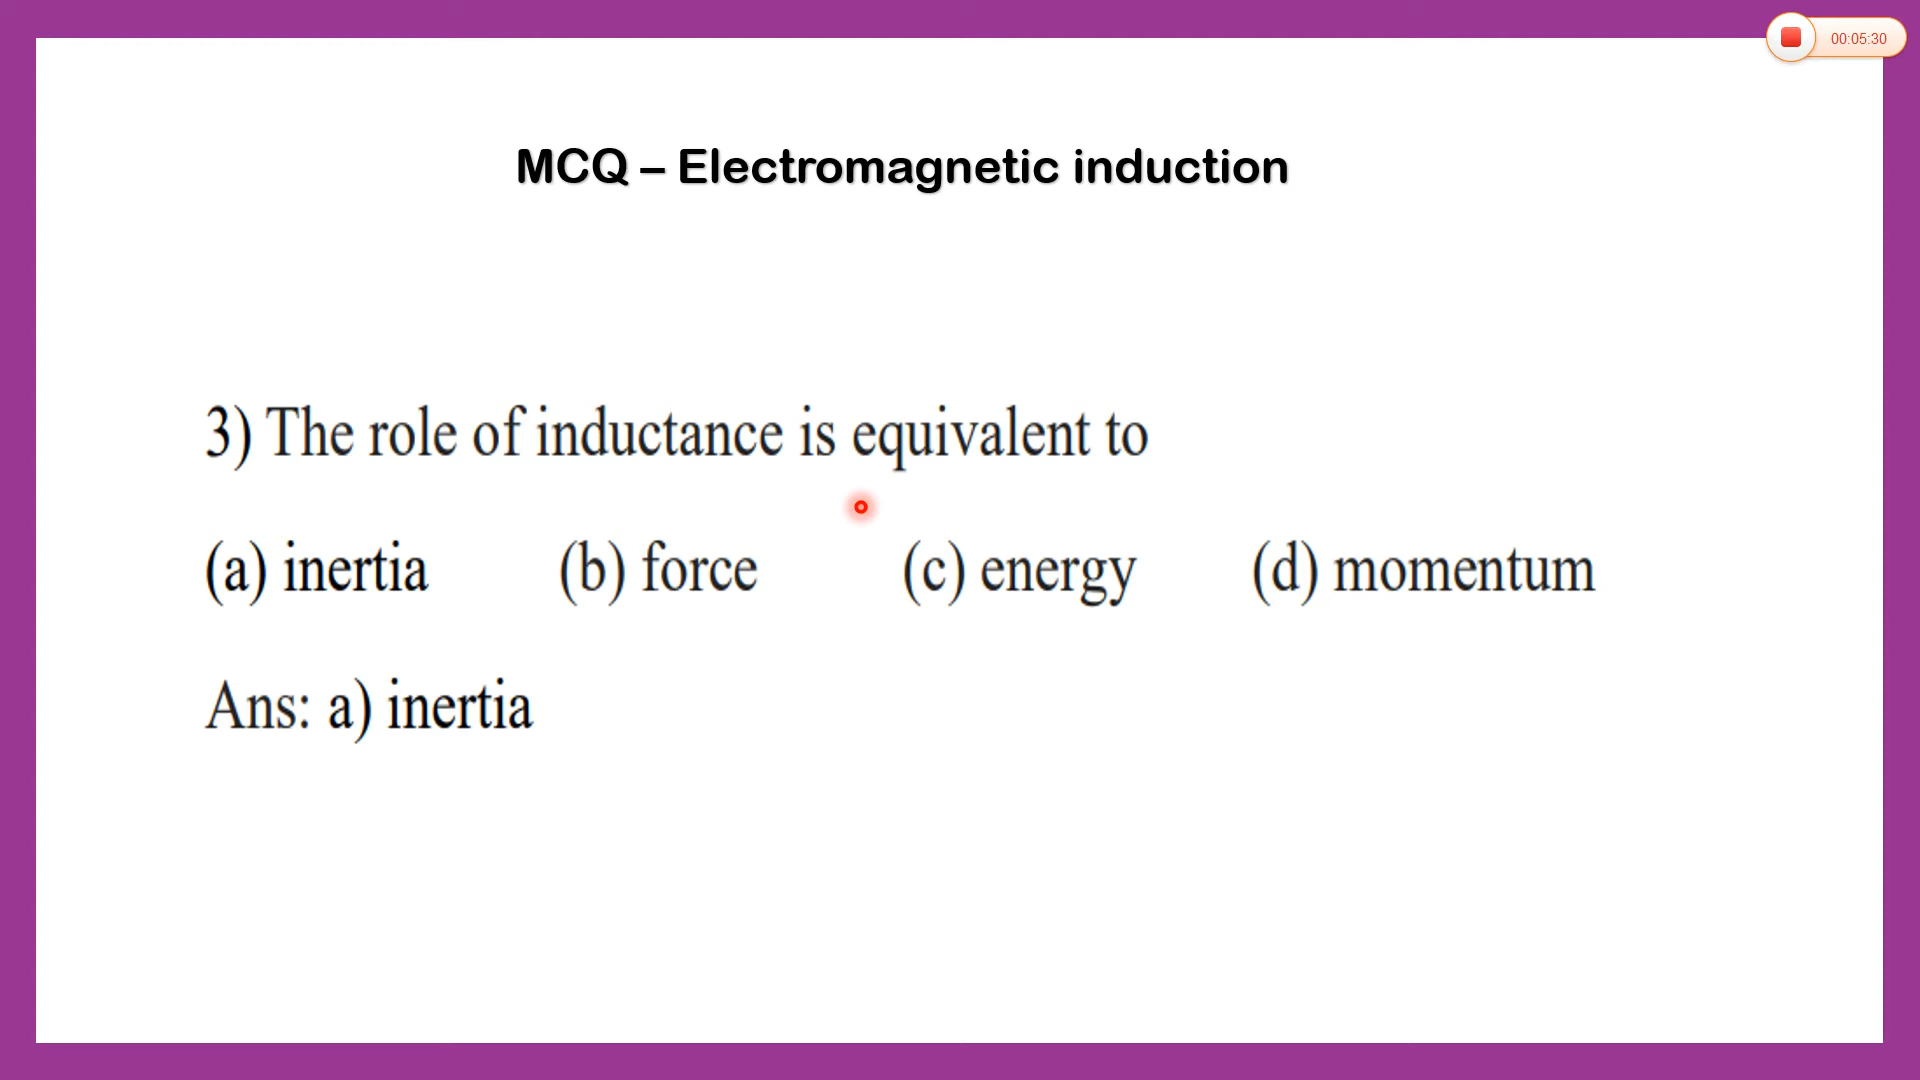 00:05:30
MCQ – Electromagnetic induction
3) The role of inductance is equivalent to
(a) inertia (b) force (c) energy (d) momentum
Ans: a) inertia